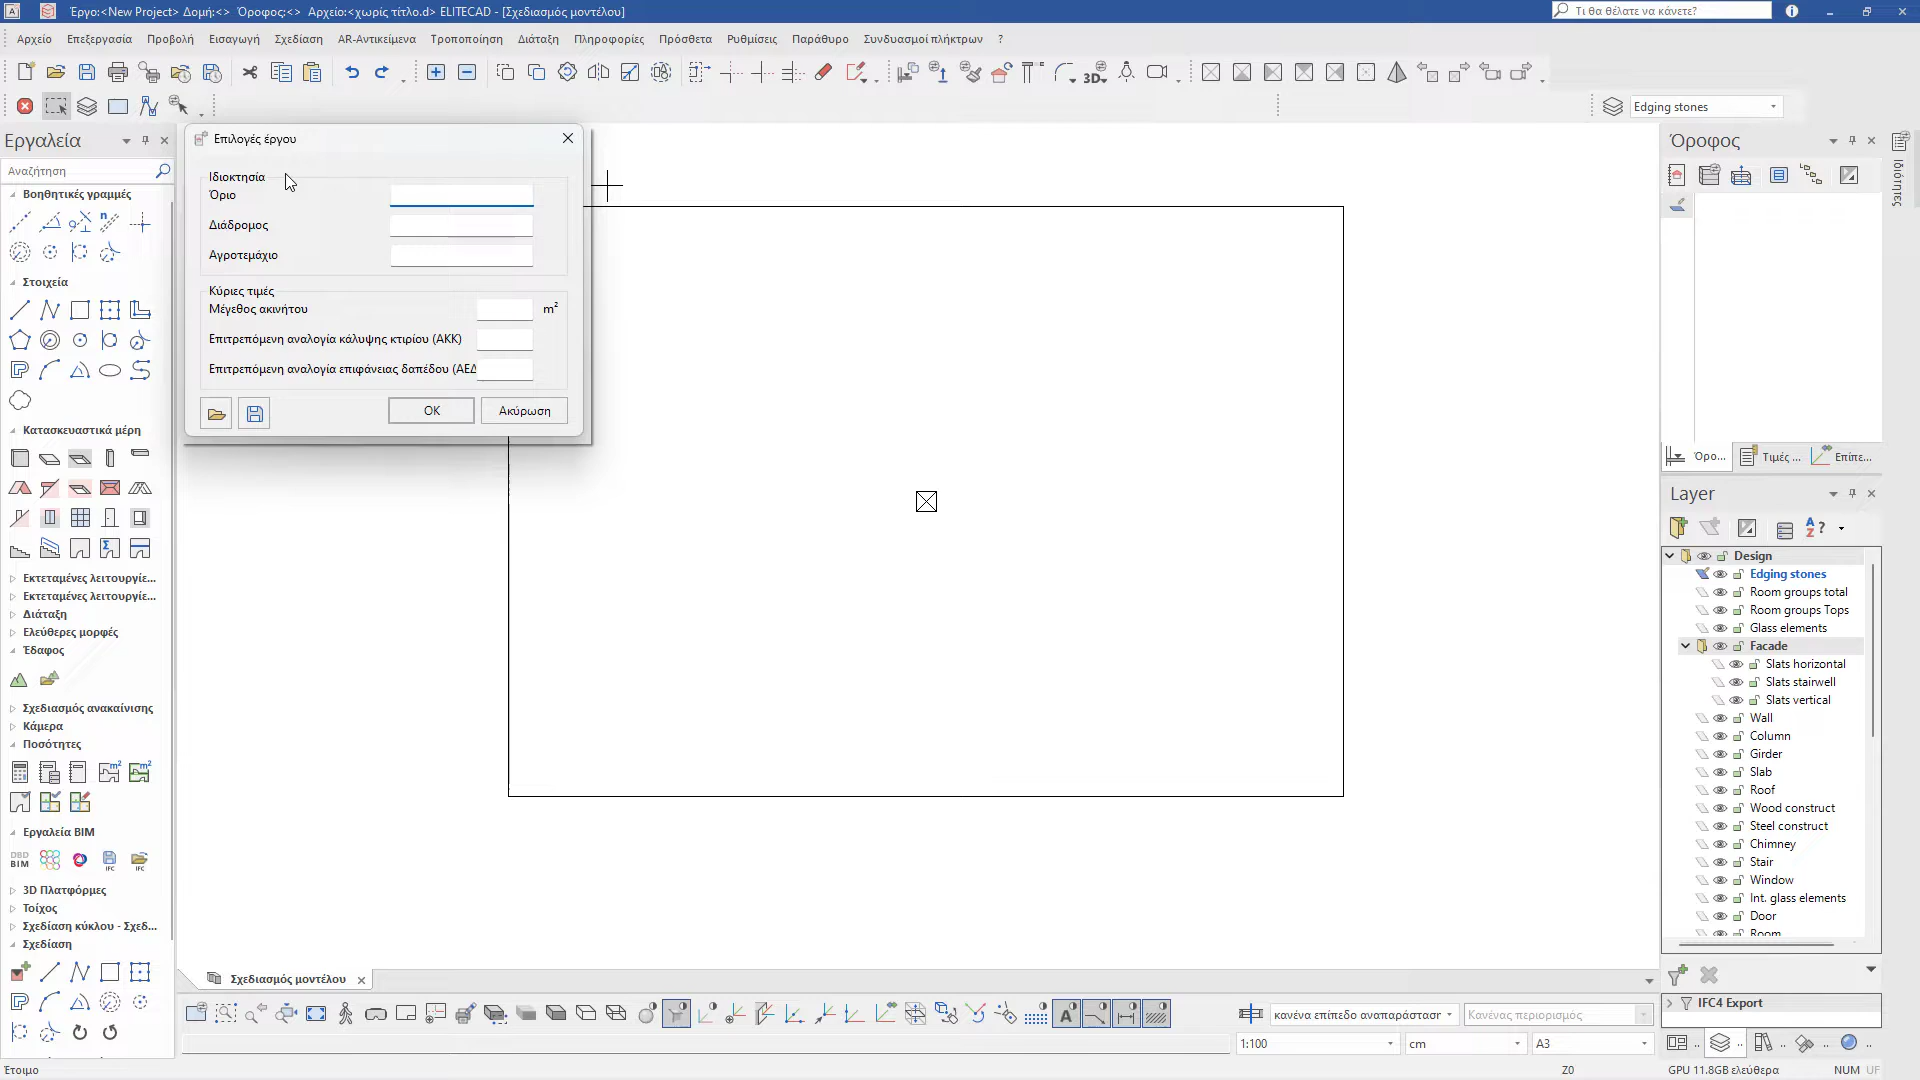 Έργο:<New Project> Δομή:<> Όροφος:<> Αρχείο:<χωρίς τίτλο.d> ELITECAD - [Σχεδιασμός μοντέλου]
Τι θα θέλατε να κάνετε?
Αρχείο Επεξεργασία Προβολή Εισαγωγή Σχεδίαση AR-Αντικείμενα Τροποποίηση Διάταξη Πληροφορίες Πρόσθετα Ρυθμίσεις Παράθυρο Συνδυασμοί πλήκτρων ?
3D
Edging stones
Εργαλεία
Αναζήτηση
Βοηθητικές γραμμές
Στοιχεία
Κατασκευαστικά μέρη
Εκτεταμένες λειτουργίε...
Εκτεταμένες λειτουργίε...
Διάταξη
Ελεύθερες μορφές
Έδαφος
Σχεδιασμός ανακαίνισης
Κάμερα
Ποσότητες
Εργαλεία BIM
3D Πλατφόρμες
Τοίχος
Σχεδίαση κύκλου - Σχεδ...
Σχεδίαση
Επιλογές έργου
Ιδιοκτησία
Όριο
Διάδρομος
Αγροτεμάχιο
Κύριες τιμές
Μέγεθος ακινήτου m²
Επιτρεπόμενη αναλογία κάλυψης κτιρίου (ΑΚΚ)
Επιτρεπόμενη αναλογία επιφάνειας δαπέδου (ΑΕΔ
OK Ακύρωση
Όροφος
Όρο... Τιμές ... Επίπε...
Layer
Design
Edging stones
Room groups total
Room groups Tops
Glass elements
Facade
Slats horizontal
Slats stairwell
Slats vertical
Wall
Column
Girder
Slab
Roof
Wood construct
Steel construct
Chimney
Stair
Window
Int. glass elements
Door
Room
IFC4 Export
Σχεδιασμός μοντέλου
κανένα επίπεδο αναπαράστασr Κανένας περιορισμός
1:100 cm A3
Έτοιμο Z0 GPU 11.8GB ελεύθερα NUM UF